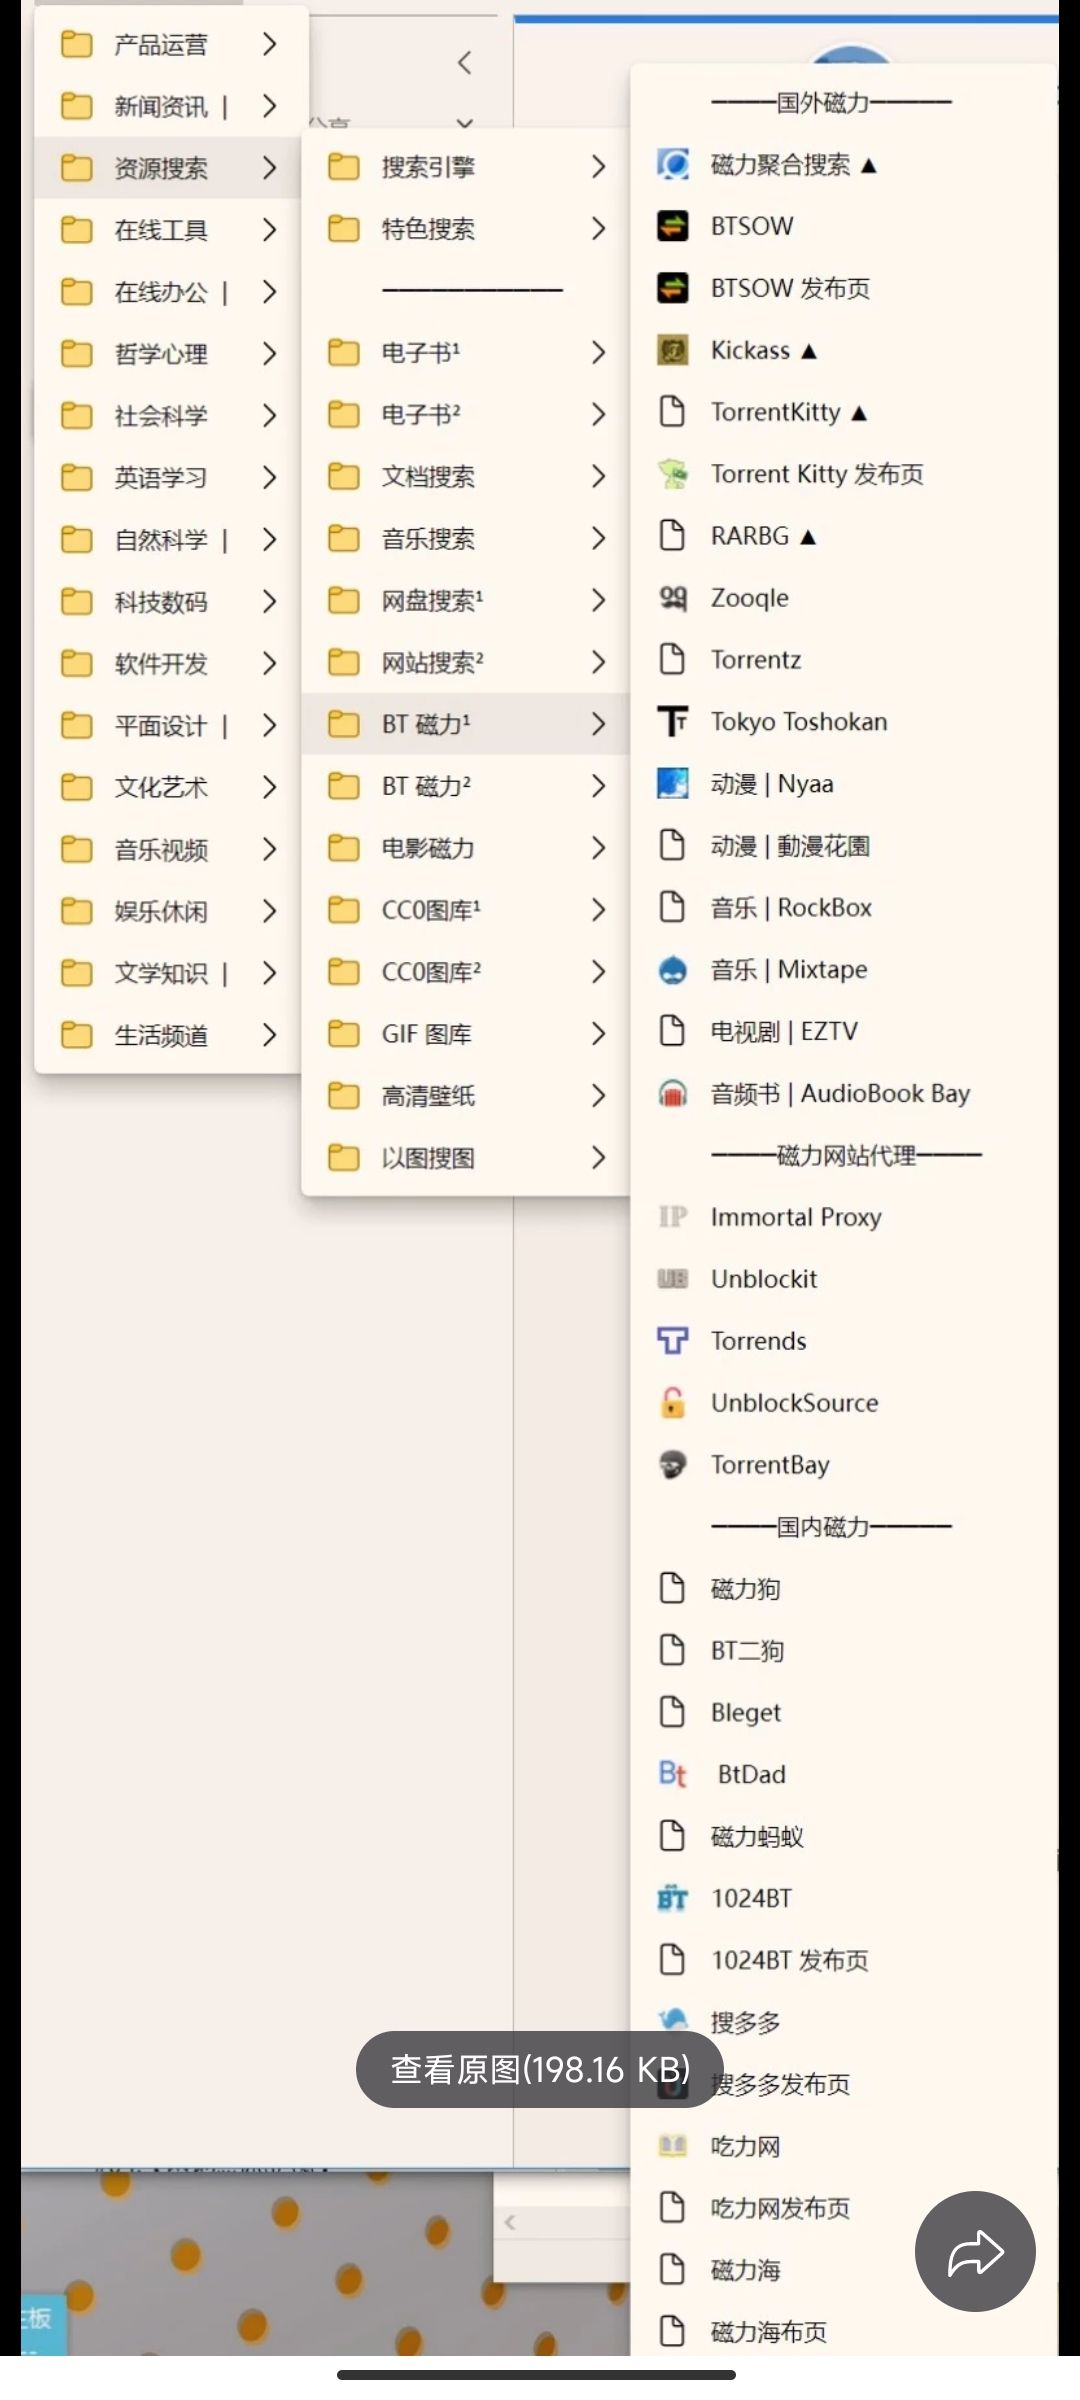 产品运营
新闻资讯 |
资源搜索
在线工具
在线办公 |
哲学心理
社会科学
英语学习
自然科学 |
科技数码
软件开发
平面设计 |
文化艺术
音乐视频
娱乐休闲
文学知识 |
生活频道
搜索引擎
特色搜索
———————————
电子书¹
电子书²
文档搜索
音乐搜索
网盘搜索¹
网站搜索²
BT 磁力¹
BT 磁力²
电影磁力
CC0图库¹
CC0图库²
GIF 图库
高清壁纸
以图搜图
————国外磁力—————
磁力聚合搜索 ▲
BTSOW
BTSOW 发布页
Kickass ▲
TorrentKitty ▲
Torrent Kitty 发布页
RARBG ▲
Zooqle
Torrentz
Tokyo Toshokan
动漫 | Nyaa
动漫 | 動漫花園
音乐 | RockBox
音乐 | Mixtape
电视剧 | EZTV
音频书 | AudioBook Bay
————磁力网站代理————
Immortal Proxy
Unblockit
Torrends
UnblockSource
TorrentBay
————国内磁力—————
磁力狗
BT二狗
Bleget
BtDad
磁力蚂蚁
1024BT
1024BT 发布页
搜多多
搜多多发布页
吃力网
吃力网发布页
磁力海
磁力海布页
查看原图(198.16 KB)